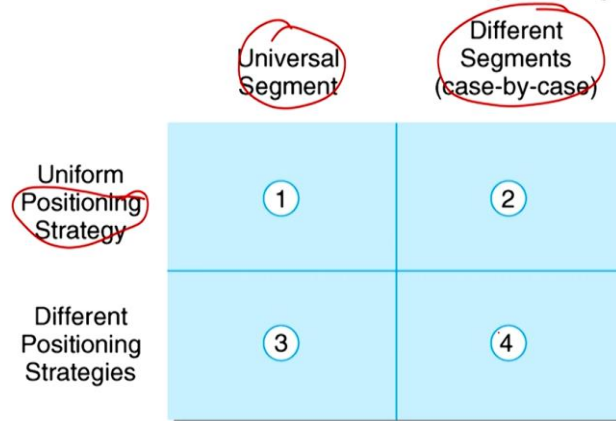 Universal
Segment
Different
Segments
(case-by-case)
Uniform
Positioning
Strategy
1
2
Different
Positioning
Strategies
3
4